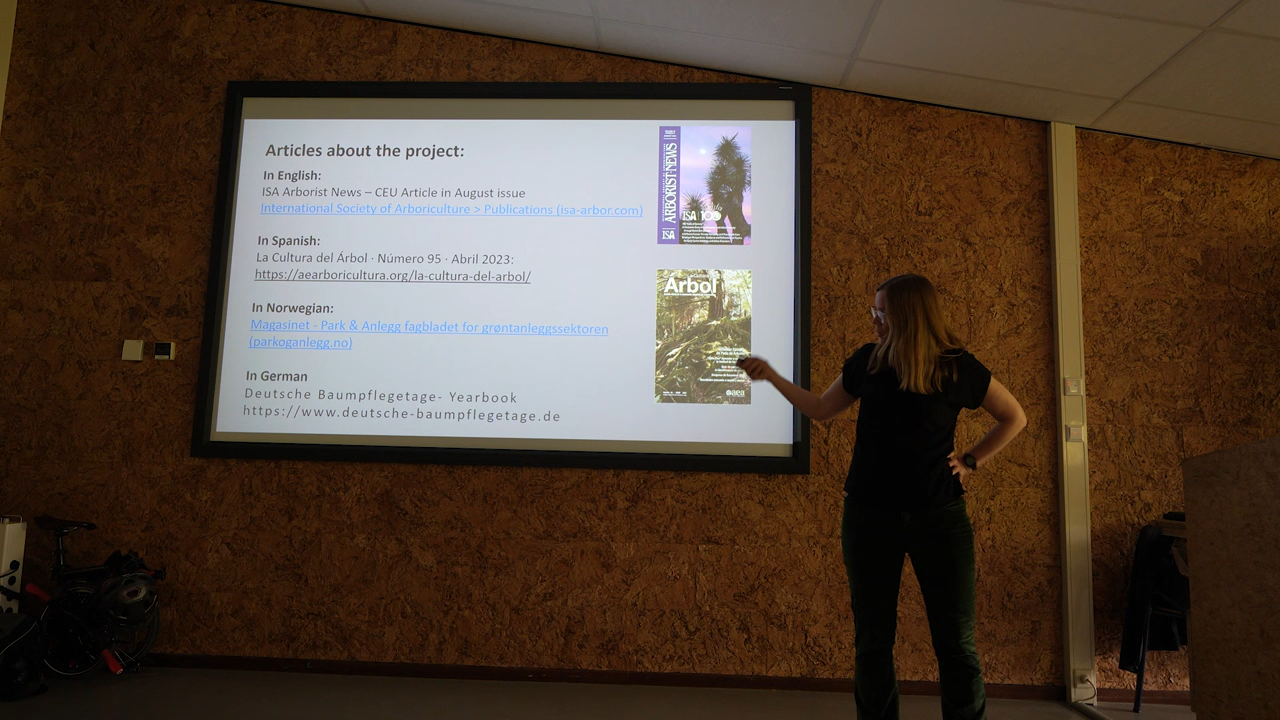 Articles about the project:
In English:
ISA Arborist News – CEU Article in August issue
International Society of Arboriculture > Publications (isa-arbor.com)
In Spanish:
La Cultura del Árbol · Número 95 · Abril 2023:
https://aearboricultura.org/la-cultura-del-arbol/
In Norwegian:
Magasinet - Park & Anlegg fagbladet for grøntanleggssektoren
(parkoganlegg.no)
In German
Deutsche Baumpflegetage- Yearbook
https://www.deutsche-baumpflegetage.de
ARBORIST NEWS
ISA
ISA 100
Árbol
aea